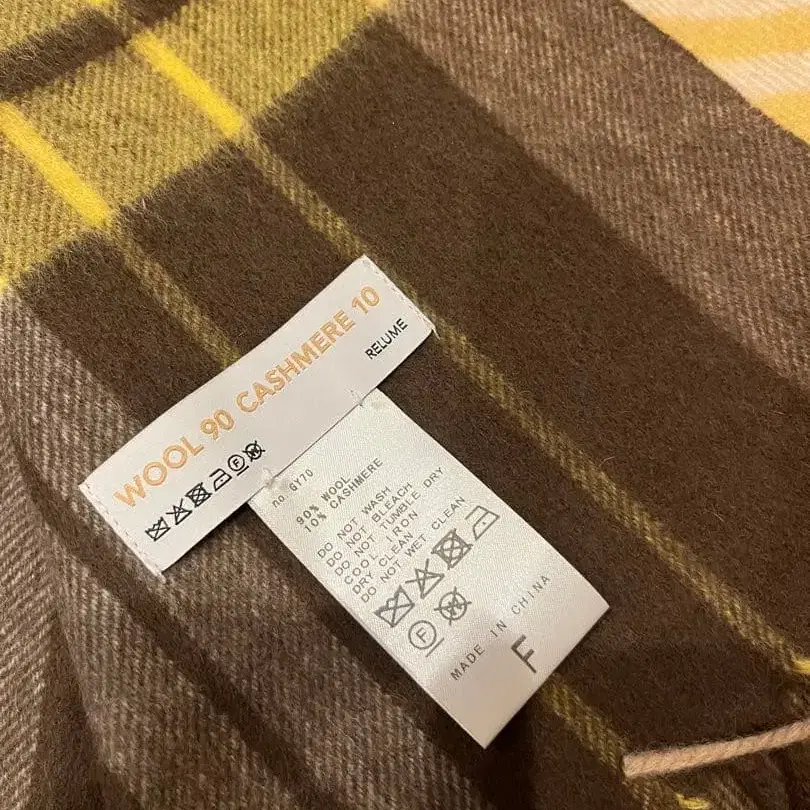 WOOL 90 CASHMERE 10
RELUME
no. GY70
90% WOOL
10% CASHMERE
DO NOT WASH
DO NOT BLEACH
DO NOT TUMBLE DRY
COOL IRON
DRY CLEAN
DO NOT WET CLEAN
F W
MADE IN CHINA
F